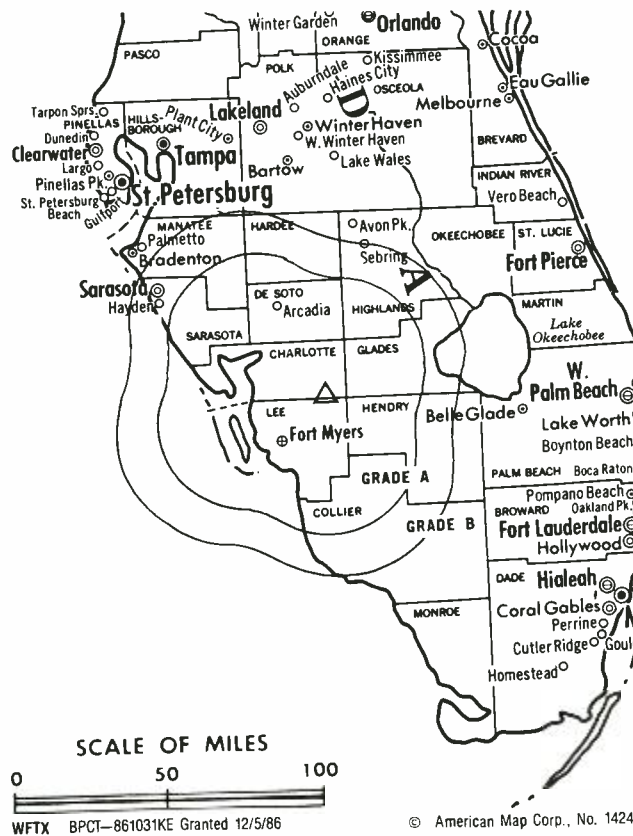 Winter Garden
Orlando
ORANGE
Cocoa
PASCO
POLK
Kissimmee
Auburndale
Haines City
OSCEOLA
Eau Gallie
Melbourne
Tarpon Sprs.
PINELLAS
HILLS-
BOROUGH
Plant City
Lakeland
D
Dunedin
Winter Haven
W. Winter Haven
BREVARD
Clearwater
Tampa
Lake Wales
Bartow
Largo
INDIAN RIVER
Pinellas Pk.
St. Petersburg
Vero Beach
St. Petersburg
Beach
Gulfport
MANATEE
HARDEE
Avon Pk.
OKEECHOBEE
ST. LUCIE
Palmetto
Bradenton
Sebring
Fort Pierce
A
Sarasota
Hayden
DE SOTO
Arcadia
HIGHLANDS
MARTIN
Lake
Okeechobee
SARASOTA
CHARLOTTE
GLADES
W.
Palm Beach
LEE
HENDRY
Belle Glade
Lake Worth
Fort Myers
Boynton Beach
GRADE A
PALM BEACH
Boca Raton
Pompano Beach
COLLIER
BROWARD
Oakland Pk.
GRADE B
Fort Lauderdale
Hollywood
DADE
Hialeah
MONROE
Coral Gables
Perrine
Cutler Ridge
Goul
Homestead
SCALE OF MILES
0 50 100
WFTX BPCT—861031KE Granted 12/5/86
© American Map Corp., No. 1424